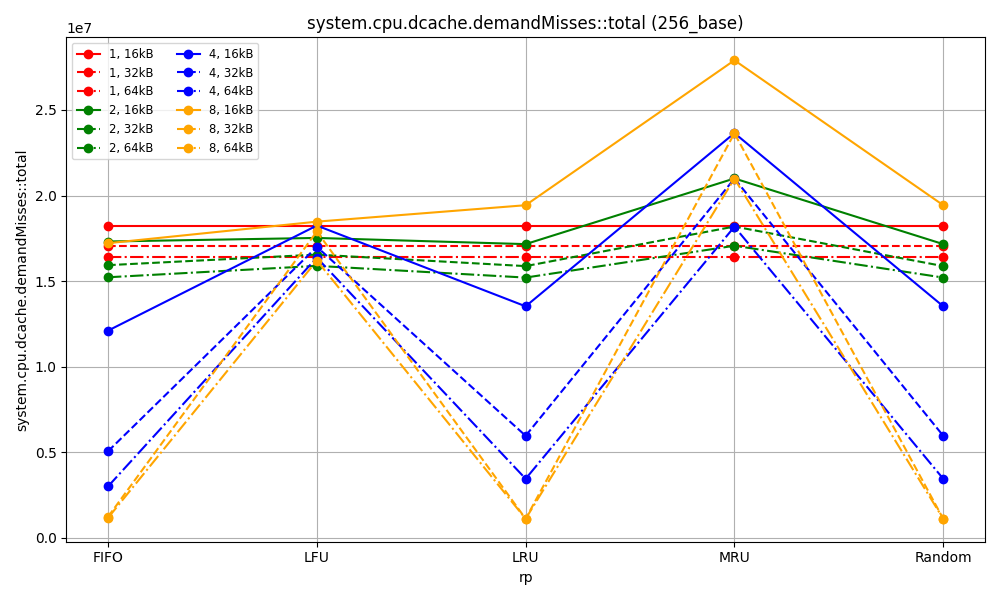 system.cpu.dcache.demandMisses::total (256_base)
1e7
1, 16kB
1, 32kB
1, 64kB
2, 16kB
2, 32kB
2, 64kB
4, 16kB
4, 32kB
4, 64kB
8, 16kB
8, 32kB
8, 64kB
system.cpu.dcache.demandMisses::total
2.5
2.0
1.5
1.0
0.5
0.0
FIFO LFU LRU MRU Random
rp